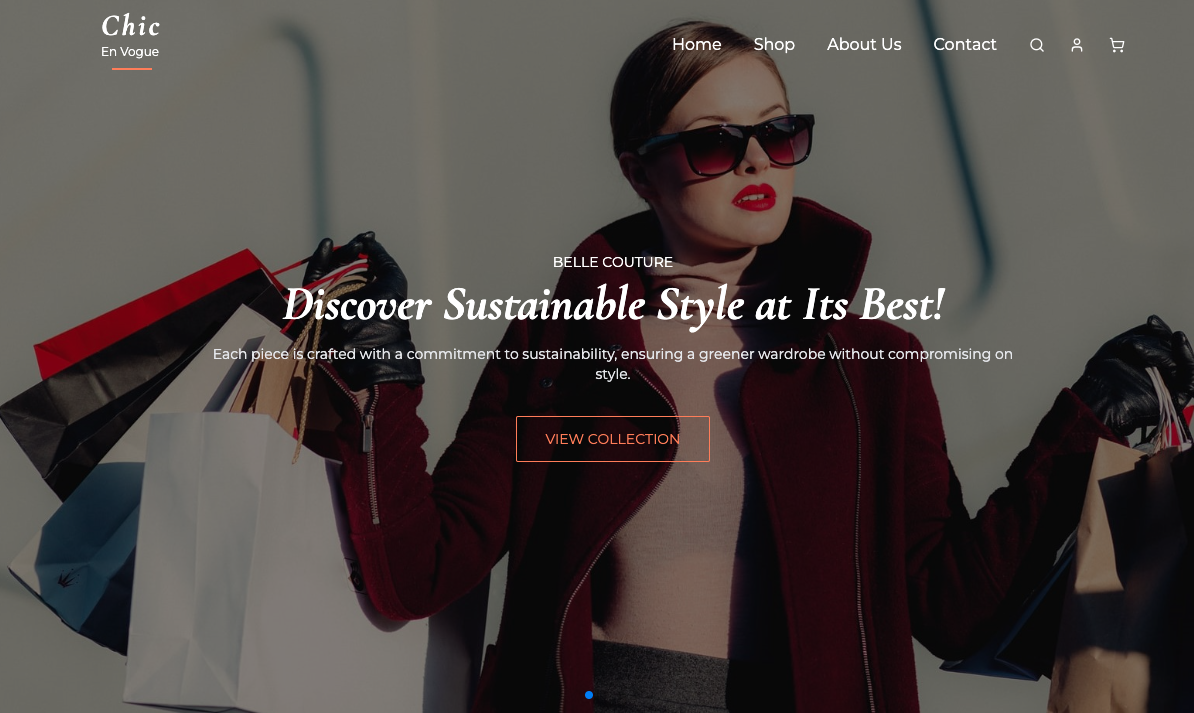 Chic
En Vogue
Home Shop About Us Contact
BELLE COUTURE
Discover Sustainable Style at Its Best!
Each piece is crafted with a commitment to sustainability, ensuring a greener wardrobe without compromising on
style.
VIEW COLLECTION